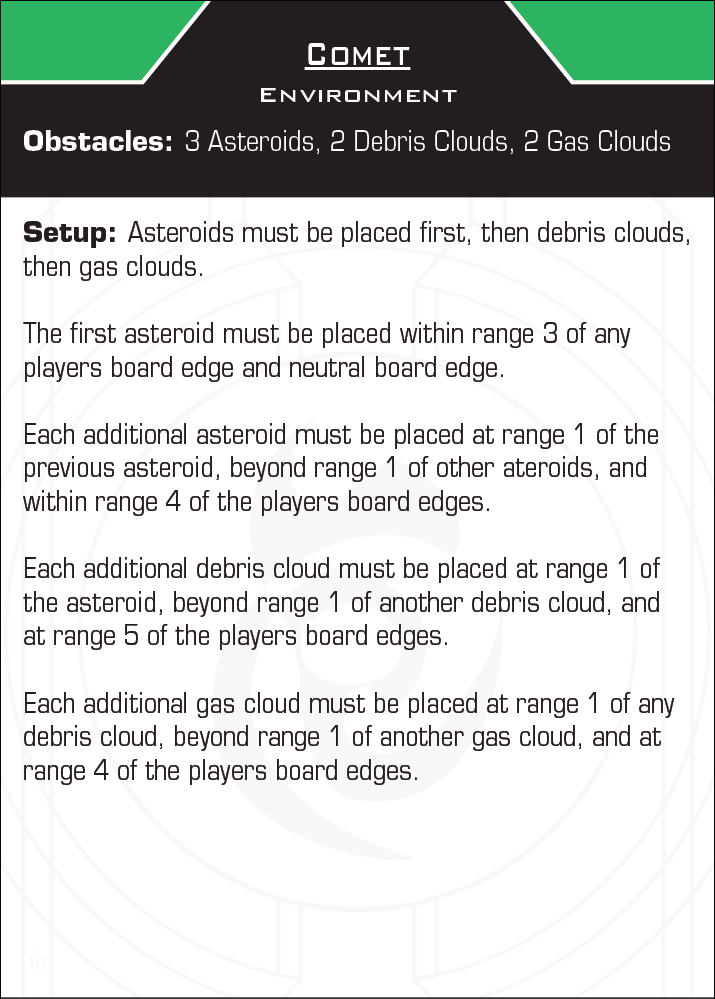 Comet
Environment
Obstacles: 3 Asteroids, 2 Debris Clouds, 2 Gas Clouds
Setup: Asteroids must be placed first, then debris clouds,
then gas clouds.
The first asteroid must be placed within range 3 of any
players board edge and neutral board edge.
Each additional asteroid must be placed at range 1 of the
previous asteroid, beyond range 1 of other ateroids, and
within range 4 of the players board edges.
Each additional debris cloud must be placed at range 1 of
the asteroid, beyond range 1 of another debris cloud, and
at range 5 of the players board edges.
Each additional gas cloud must be placed at range 1 of any
debris cloud, beyond range 1 of another gas cloud, and at
range 4 of the players board edges.